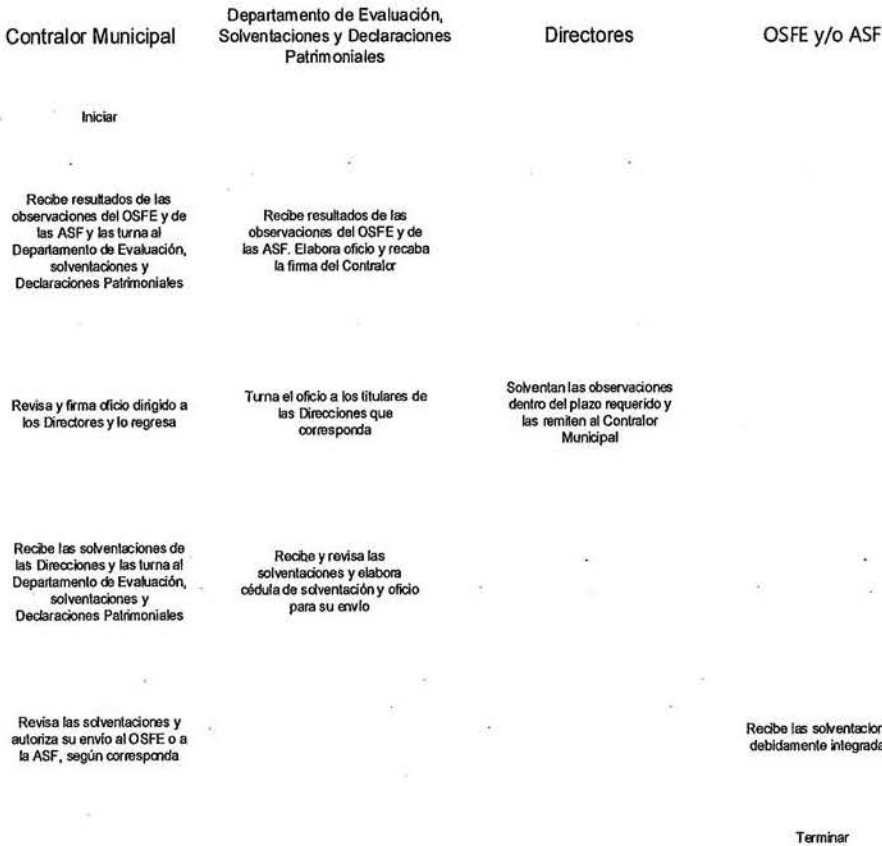 Contralor Municipal
Departamento de Evaluación,
Solventaciones y Declaraciones
Patrimoniales
Directores
OSFE y/o ASF
Iniciar
Recibe resultados de las
observaciones del OSFE y de
las ASF y las turna al
Departamento de Evaluación,
solventaciones y
Declaraciones Patrimoniales
Recibe resultados de las
observaciones del OSFE y de
las ASF. Elabora oficio y recaba
la firma del Contralor
Revisa y firma oficio dirigido a
los Directores y lo regresa
Turna el oficio a los titulares de
las Direcciones que
corresponda
Solventan las observaciones
dentro del plazo requerido y
las remiten al Contralor
Municipal
Recibe las solventaciones de
las Direcciones y las turna al
Departamento de Evaluación,
solventaciones y
Declaraciones Patrimoniales
Recibe y revisa las
solventaciones y elabora
cédula de solventación y oficio
para su envío
Revisa las solventaciones y
autoriza su envío al OSFE o a
la ASF, según corresponda
Recibe las solventacion
debidamente integrada
Terminar